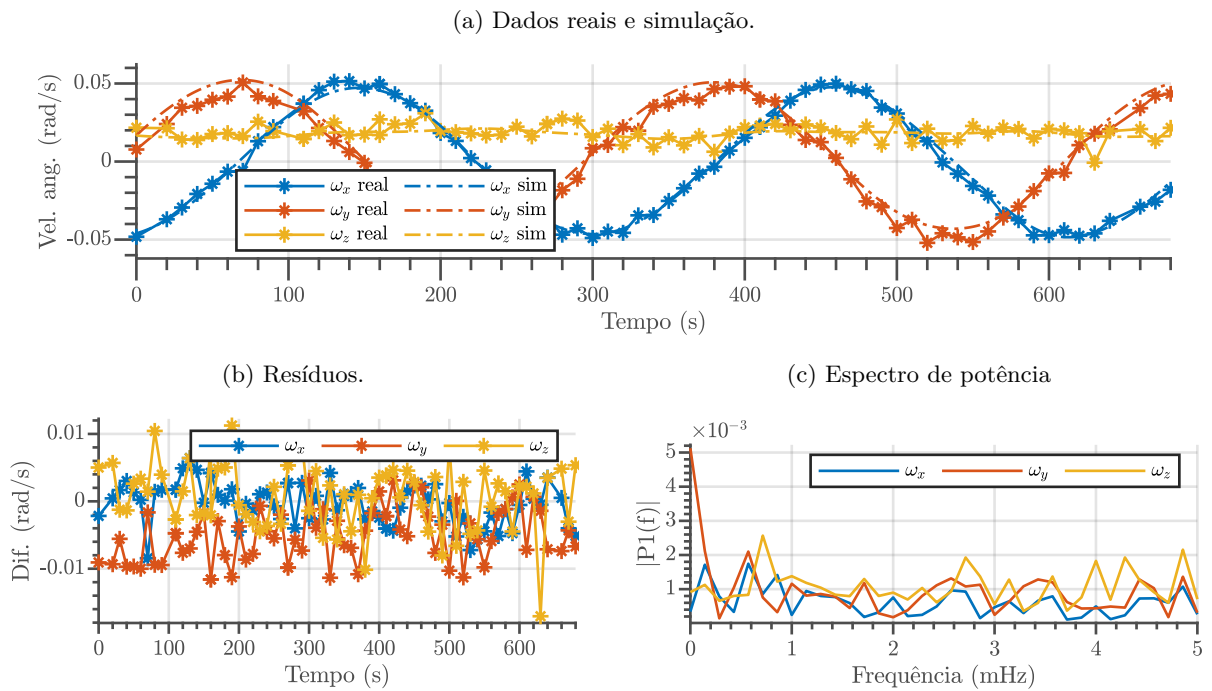 (a) Dados reais e simulação.
Vel. ang. (rad/s)
0.05
0
-0.05
ωx real ωx sim
ωy real ωy sim
ωz real ωz sim
0 100 200 300 400 500 600
Tempo (s)
(b) Resíduos.
Dif. (rad/s)
0.01
0
-0.01
ωx ωy ωz
0 100 200 300 400 500 600
Tempo (s)
(c) Espectro de potência
×10⁻³
|P1(f)|
5
4
3
2
1
ωx ωy ωz
0 1 2 3 4 5
Frequência (mHz)